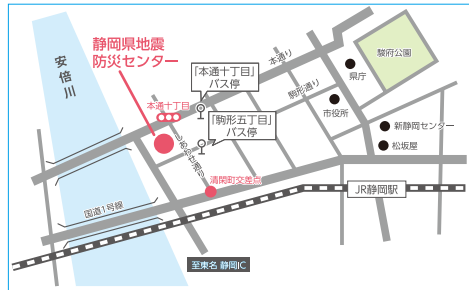 安倍川
静岡県地震
防災センター
「本通十丁目」
バス停
本通り
県庁
駿府公園
駒形通り
市役所
本通十丁目
「駒形五丁目」
バス停
新静岡センター
松坂屋
しあわせ通り
清閑町交差点
JR静岡駅
国道1号線
至東名 静岡IC